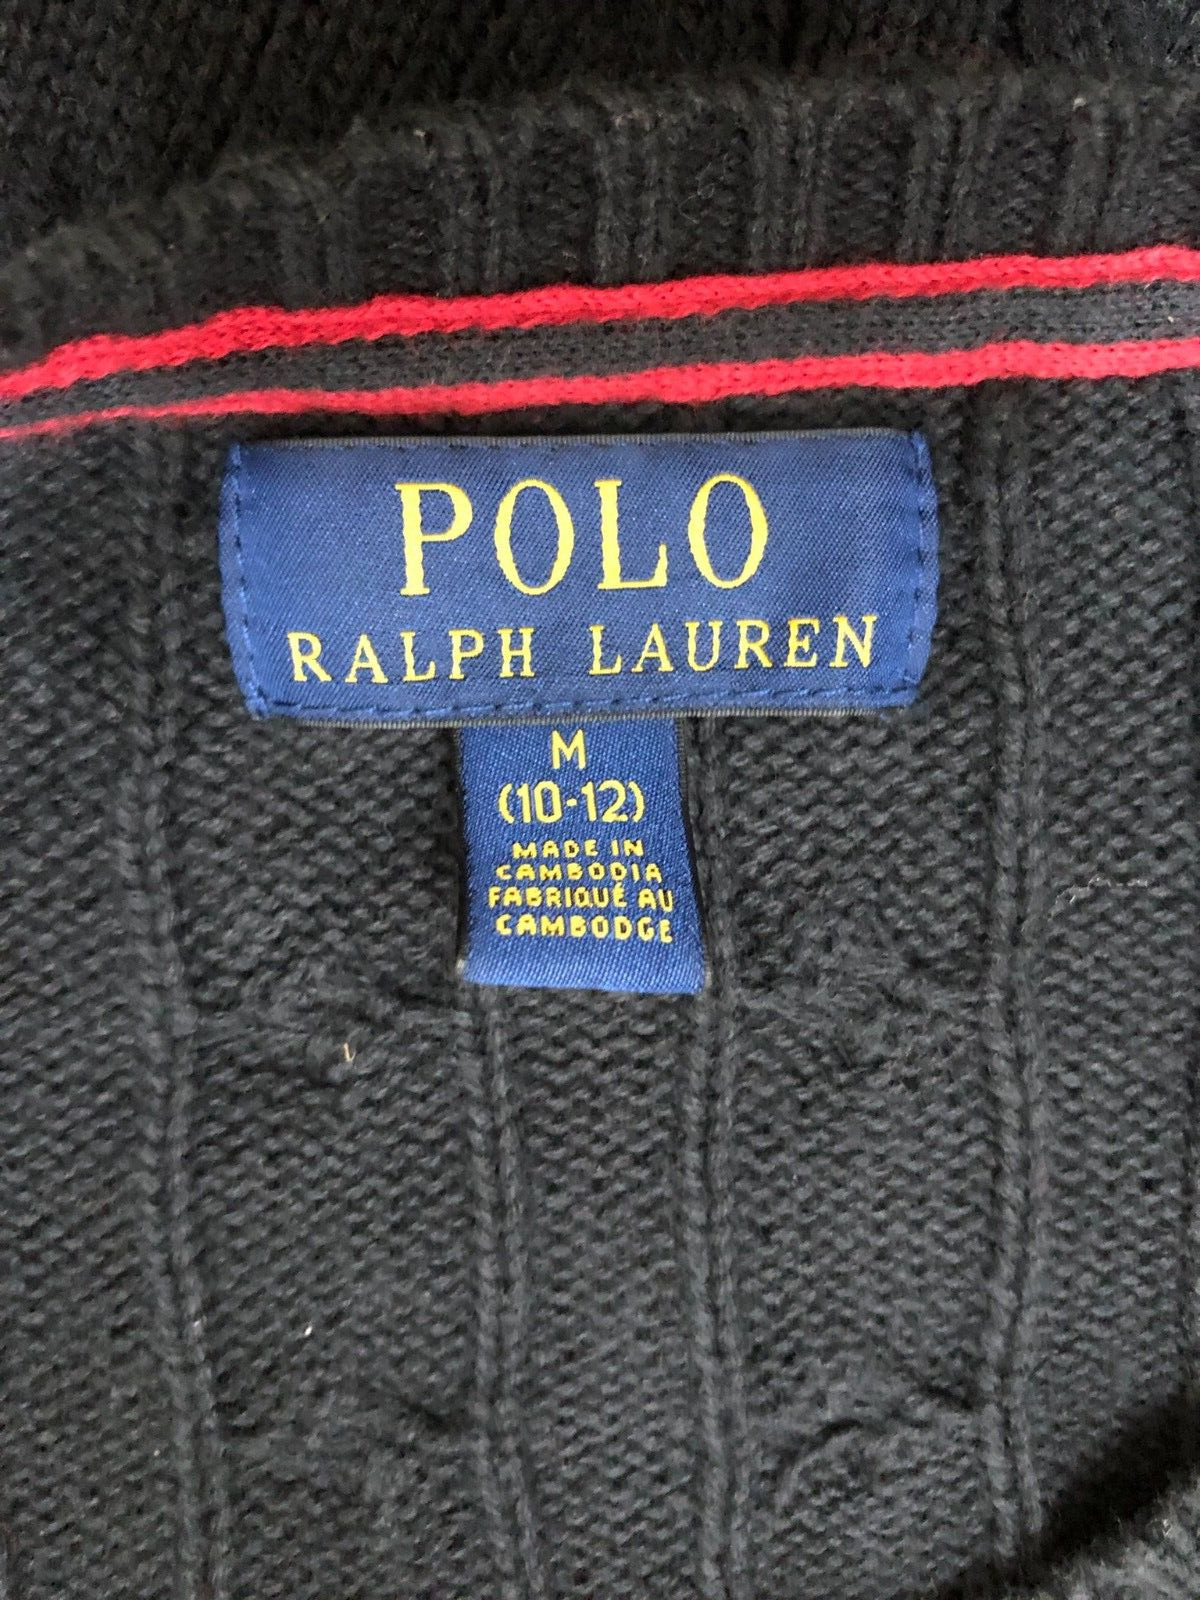 POLO
RALPH LAUREN
M
(10-12)
MADE IN
CAMBODIA
FABRIQUÉ AU
CAMBODGE